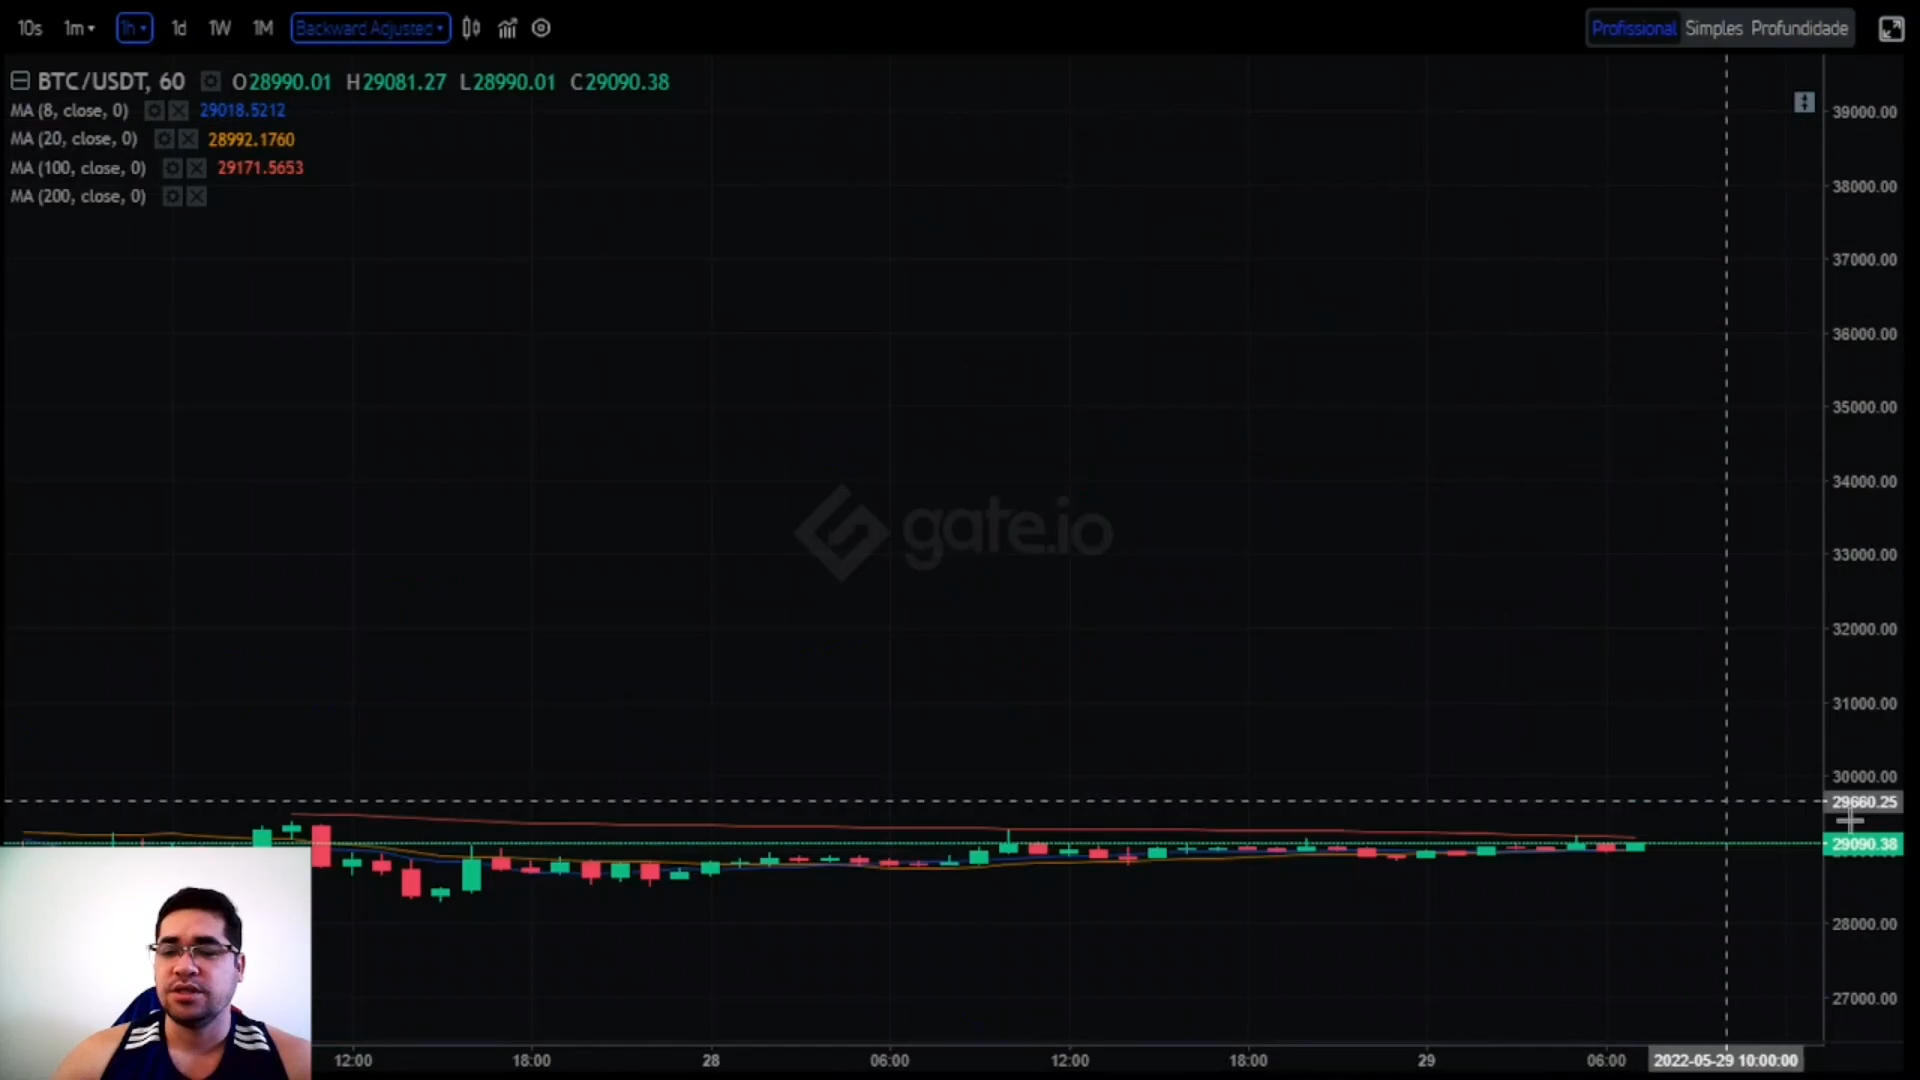 10s 1m 1h 1d 1W 1M Backward Adjusted Profissional Simples Profundidade
BTC/USDT, 60 O28990.01 H29081.27 L28990.01 C29090.38
MA (8, close, 0) 29018.5212
MA (20, close, 0) 28992.1760
MA (100, close, 0) 29171.5653
MA (200, close, 0)
39000.00
38000.00
37000.00
36000.00
35000.00
34000.00
gate.io
33000.00
32000.00
31000.00
30000.00
29660.25
29090.38
28000.00
27000.00
12:00 18:00 28 06:00 12:00 18:00 29 06:00 2022-05-29 10:00:00